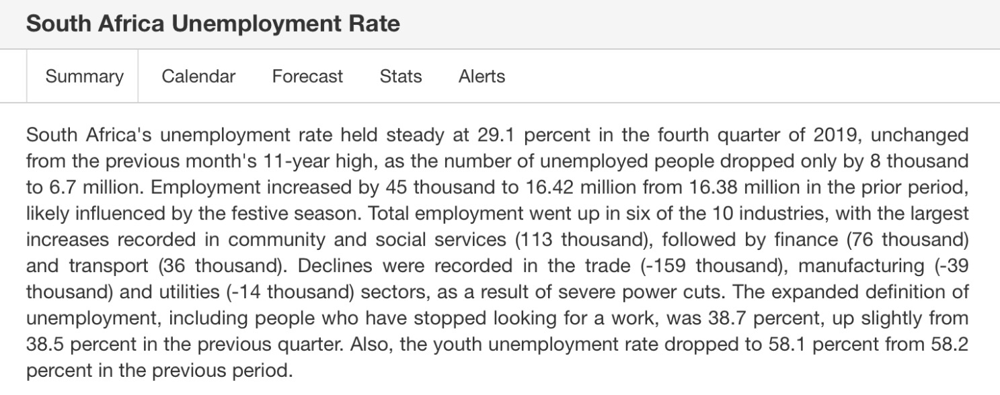 South Africa Unemployment Rate
Summary Calendar Forecast Stats Alerts
South Africa's unemployment rate held steady at 29.1 percent in the fourth quarter of 2019, unchanged
from the previous month's 11-year high, as the number of unemployed people dropped only by 8 thousand
to 6.7 million. Employment increased by 45 thousand to 16.42 million from 16.38 million in the prior period,
likely influenced by the festive season. Total employment went up in six of the 10 industries, with the largest
increases recorded in community and social services (113 thousand), followed by finance (76 thousand)
and transport (36 thousand). Declines were recorded in the trade (-159 thousand), manufacturing (-39
thousand) and utilities (-14 thousand) sectors, as a result of severe power cuts. The expanded definition of
unemployment, including people who have stopped looking for a work, was 38.7 percent, up slightly from
38.5 percent in the previous quarter. Also, the youth unemployment rate dropped to 58.1 percent from 58.2
percent in the previous period.